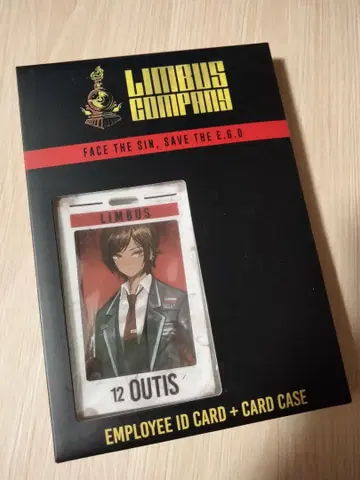 LIMBUS
COMPANY
FACE THE SIN, SAVE THE E.G.O
LIMBUS
12 OUTIS
EMPLOYEE ID CARD + CARD CASE